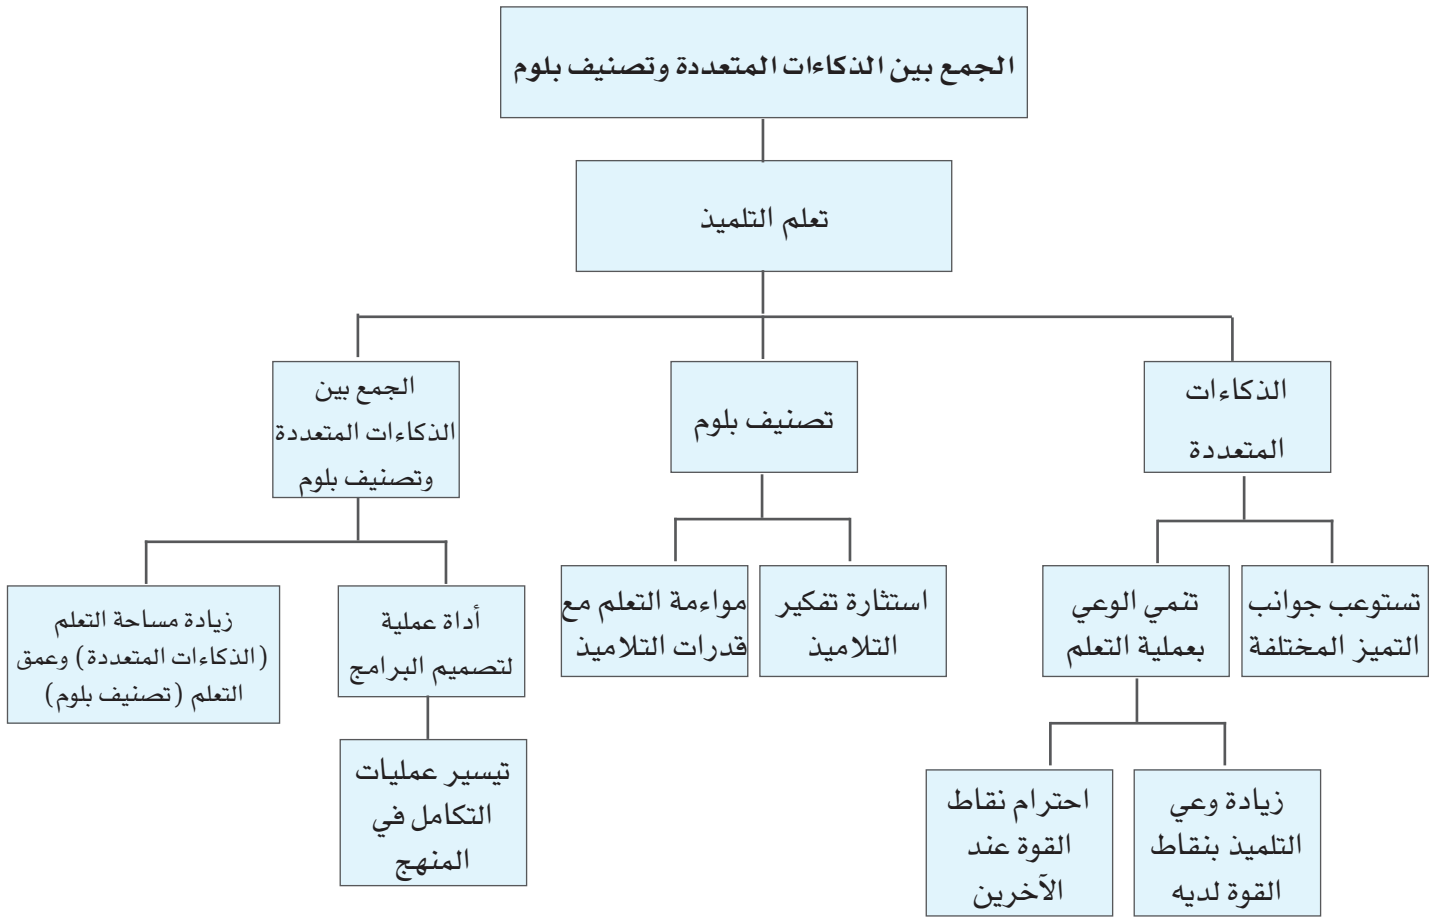 الجمع بين الذكاءات المتعددة وتصنيف بلوم
تعلم التلميذ
الذكاءات
المتعددة
تصنيف بلوم
الجمع بين
الذكاءات المتعددة
وتصنيف بلوم
تستوعب جوانب
التميز المختلفة
تنمي الوعي
بعملية التعلم
استثارة تفكير
التلاميذ
مواءمة التعلم مع
قدرات التلاميذ
أداة عملية
لتصميم البرامج
زيادة مساحة التعلم
(الذكاءات المتعددة) وعمق
التعلم (تصنيف بلوم)
زيادة وعي
التلميذ بنقاط
القوة لديه
احترام نقاط
القوة عند
الآخرين
تيسير عمليات
التكامل في
المنهج